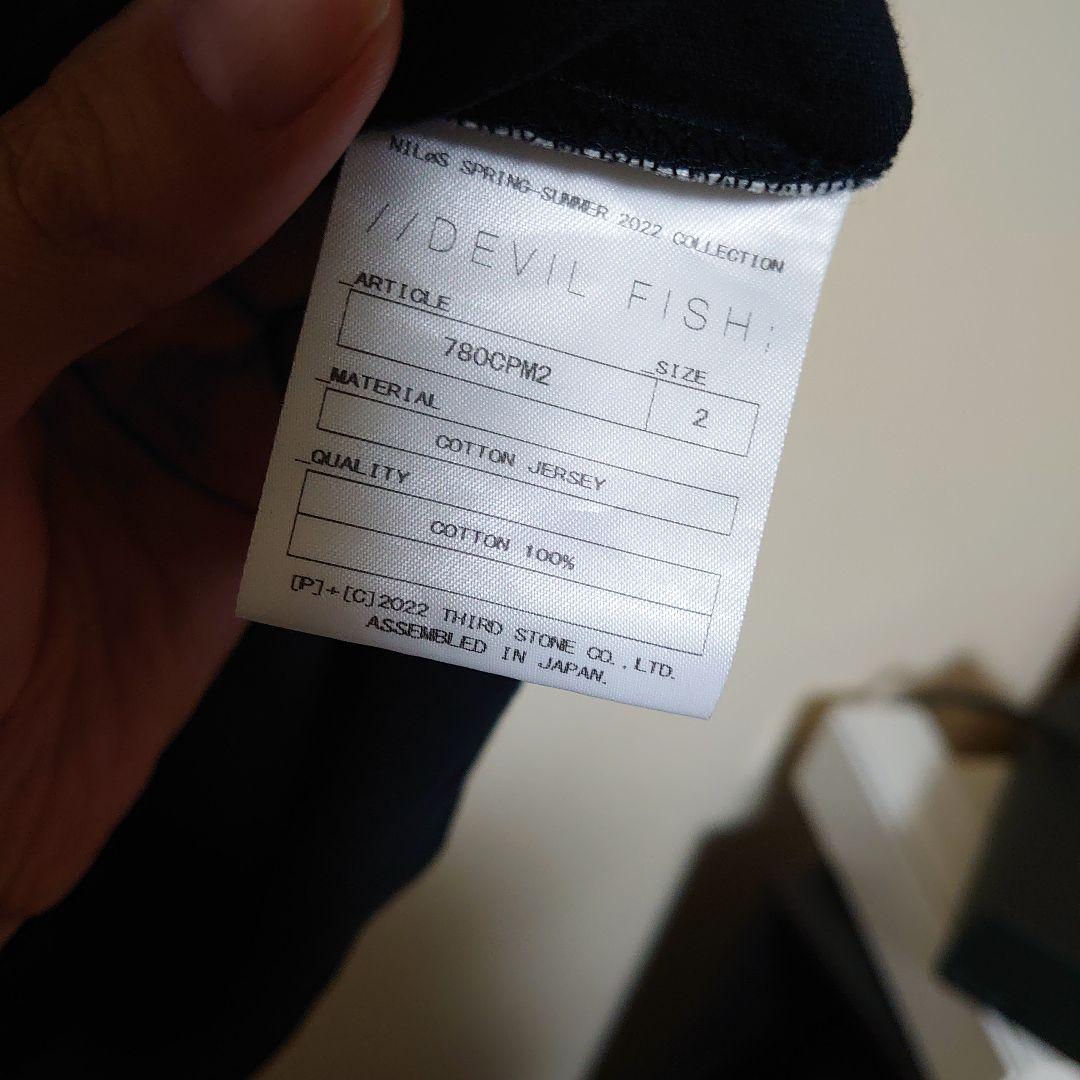 NILøS SPRING-SUMMER 2022 COLLECTION
//DEVIL FISH;
_ARTICLE
780CPM2
_SIZE
2
_MATERIAL
COTTON JERSEY
_QUALITY
COTTON 100%
[P]+[C]2022 THIRD STONE CO.,LTD.
ASSEMBLED IN JAPAN.